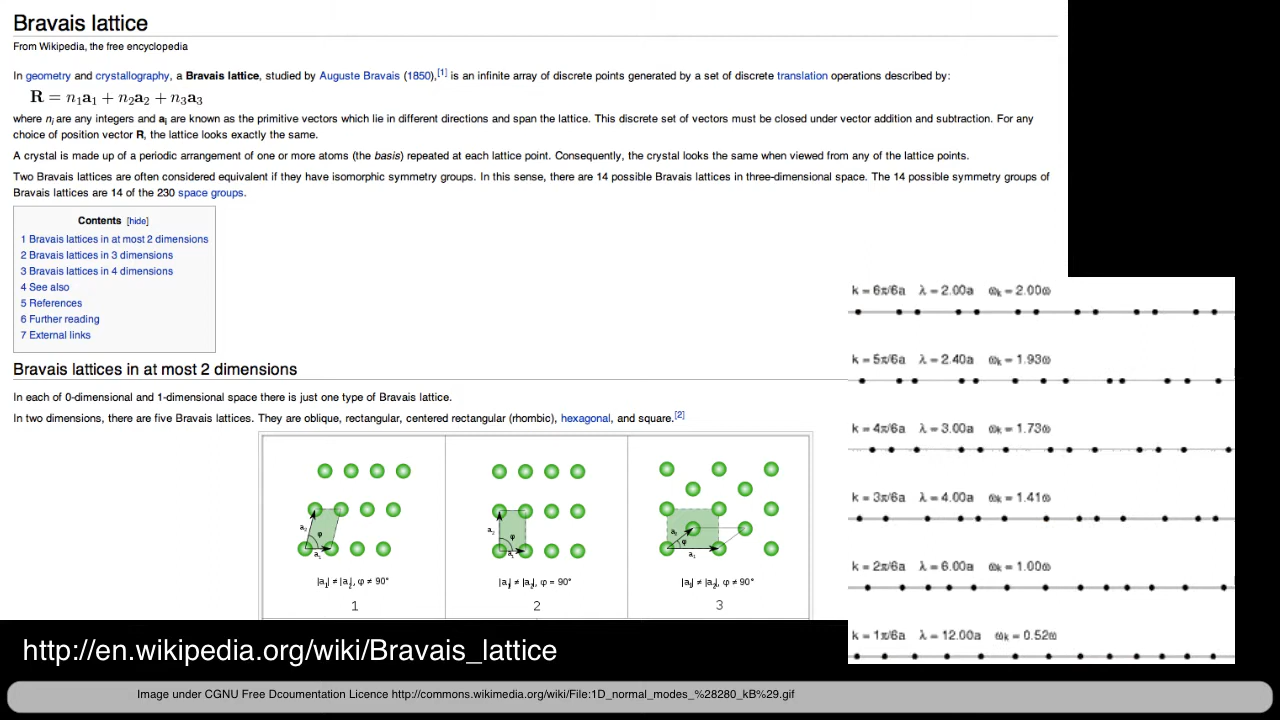 Bravais lattice
From Wikipedia, the free encyclopedia
In geometry and crystallography, a Bravais lattice, studied by Auguste Bravais (1850),[1] is an infinite array of discrete points generated by a set of discrete translation operations described by:
R = n₁a₁ + n₂a₂ + n₃a₃
where nᵢ are any integers and aᵢ are known as the primitive vectors which lie in different directions and span the lattice. This discrete set of vectors must be closed under vector addition and subtraction. For any
choice of position vector R, the lattice looks exactly the same.
A crystal is made up of a periodic arrangement of one or more atoms (the basis) repeated at each lattice point. Consequently, the crystal looks the same when viewed from any of the lattice points.
Two Bravais lattices are often considered equivalent if they have isomorphic symmetry groups. In this sense, there are 14 possible Bravais lattices in three-dimensional space. The 14 possible symmetry groups of
Bravais lattices are 14 of the 230 space groups.
Contents [hide]
1 Bravais lattices in at most 2 dimensions
2 Bravais lattices in 3 dimensions
3 Bravais lattices in 4 dimensions
4 See also
5 References
6 Further reading
7 External links
Bravais lattices in at most 2 dimensions
In each of 0-dimensional and 1-dimensional space there is just one type of Bravais lattice.
In two dimensions, there are five Bravais lattices. They are oblique, rectangular, centered rectangular (rhombic), hexagonal, and square.[2]
a₂ φ a₁
a₂ φ a₁
a₂ φ a₁
|a₁| ≠ |a₂|, φ ≠ 90°
|a₁| ≠ |a₂|, φ = 90°
|a₁| ≠ |a₂|, φ ≠ 90°
1
2
3
k = 6π/6a λ = 2.00a ωk = 2.00ω
k = 5π/6a λ = 2.40a ωk = 1.93ω
k = 4π/6a λ = 3.00a ωk = 1.73ω
k = 3π/6a λ = 4.00a ωk = 1.41ω
k = 2π/6a λ = 6.00a ωk = 1.00ω
k = 1π/6a λ = 12.00a ωk = 0.52ω
http://en.wikipedia.org/wiki/Bravais_lattice
Image under CGNU Free Dcoumentation Licence http://commons.wikimedia.org/wiki/File:1D_normal_modes_%28280_kB%29.gif